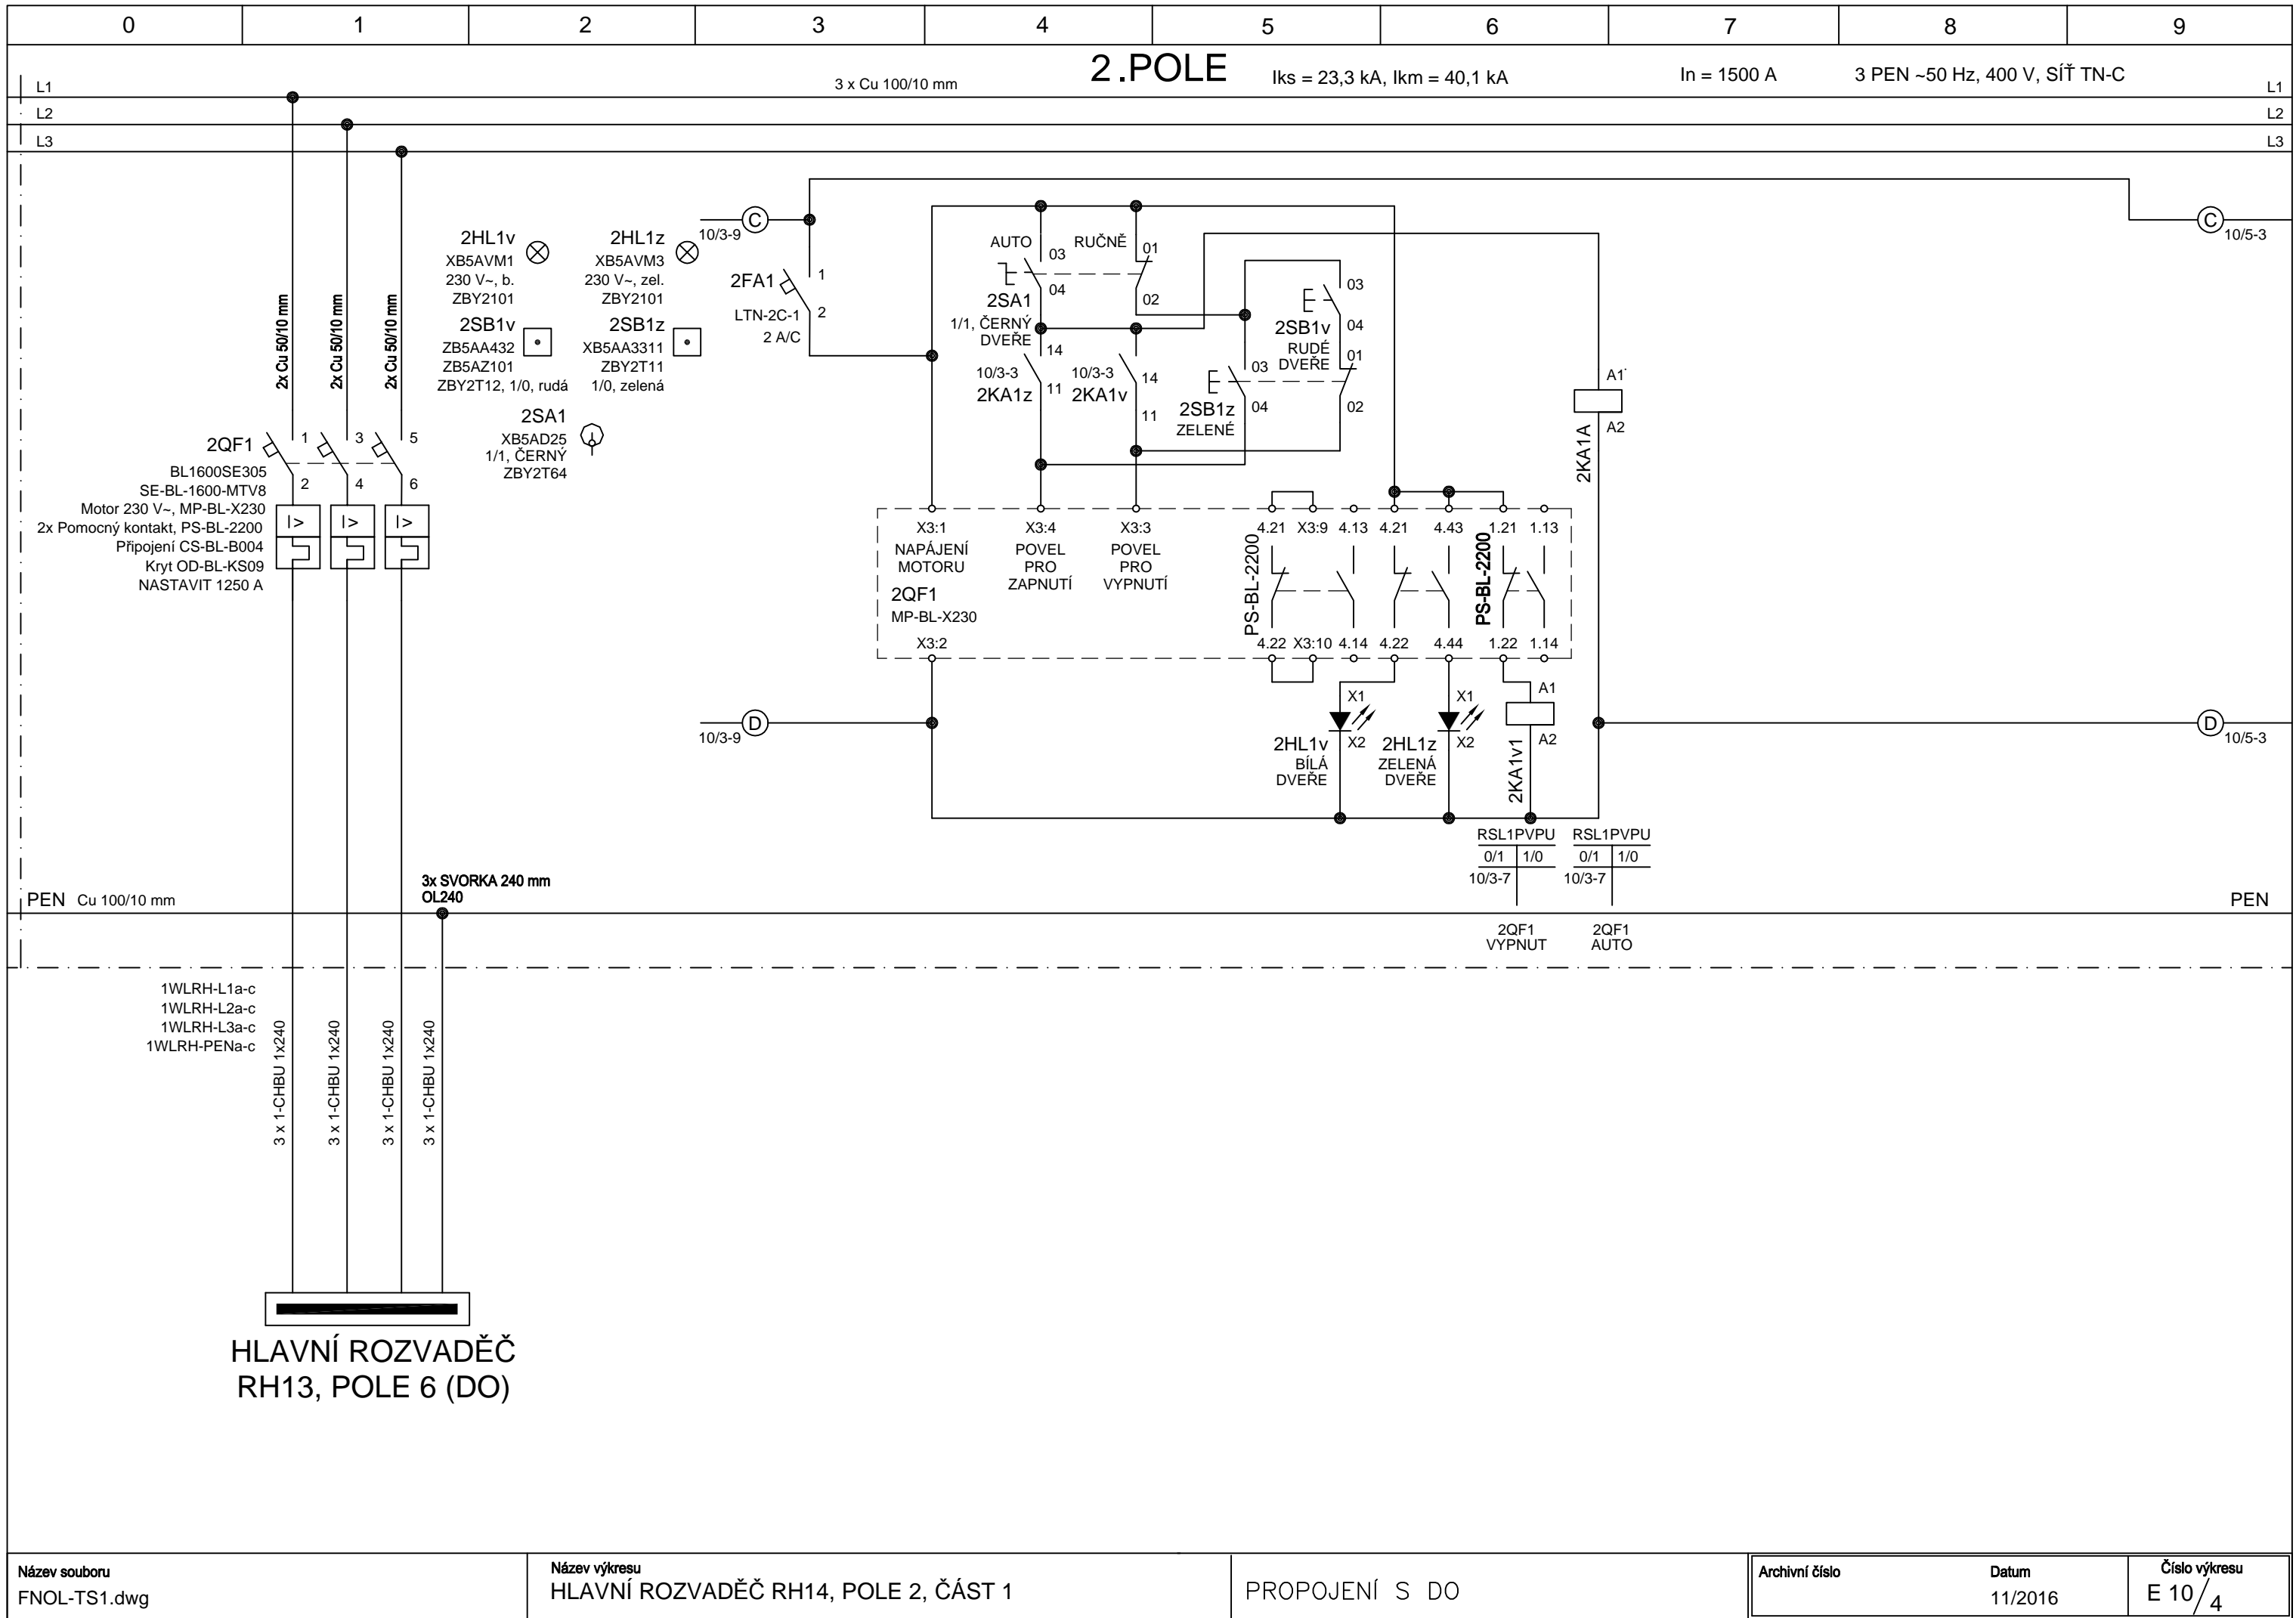 0 1 2 3 4 5 6 7 8 9
2.POLE
Iks = 23,3 kA, Ikm = 40,1 kA
In = 1500 A
3 PEN ~50 Hz, 400 V, SÍŤ TN-C
3 x Cu 100/10 mm
L1
L1
L2
L2
L3
L3
2x Cu 50/10 mm
2x Cu 50/10 mm
2x Cu 50/10 mm
2HL1v
XB5AVM1
230 V~, b.
ZBY2101
2HL1z
XB5AVM3
230 V~, zel.
ZBY2101
2SB1v
ZB5AA432
ZB5AZ101
ZBY2T12, 1/0, rudá
2SB1z
XB5AA3311
ZBY2T11
1/0, zelená
2SA1
XB5AD25
1/1, ČERNÝ
ZBY2T64
C
10/3-9
2FA1
LTN-2C-1
2 A/C
1
2
AUTO
RUČNĚ
03
04
01
02
2SA1
1/1, ČERNÝ
DVEŘE
14
11
10/3-3
2KA1z
10/3-3
2KA1v
14
11
03
04
2SB1v
RUDÉ
DVEŘE
01
02
03
04
2SB1z
ZELENÉ
A1
A2
2KA1A
C
10/5-3
2QF1
BL1600SE305
SE-BL-1600-MTV8
Motor 230 V~, MP-BL-X230
2x Pomocný kontakt, PS-BL-2200
Připojení CS-BL-B004
Kryt OD-BL-KS09
NASTAVIT 1250 A
1 3 5
2 4 6
I> I> I>
X3:1
NAPÁJENÍ
MOTORU
X3:4
POVEL
PRO
ZAPNUTÍ
X3:3
POVEL
PRO
VYPNUTÍ
2QF1
MP-BL-X230
X3:2
PS-BL-2200
4.21 X3:9 4.13 4.21 4.43 1.21 1.13
PS-BL-2200
4.22 X3:10 4.14 4.22 4.44 1.22 1.14
D
10/3-9
X1
X2
2HL1v
BÍLÁ
DVEŘE
X1
X2
2HL1z
ZELENÁ
DVEŘE
A1
A2
2KA1v1
D
10/5-3
RSL1PVPU
0/1 1/0
10/3-7
2QF1
VYPNUT
RSL1PVPU
0/1 1/0
10/3-7
2QF1
AUTO
PEN Cu 100/10 mm
3x SVORKA 240 mm
OL240
PEN
1WLRH-L1a-c
1WLRH-L2a-c
1WLRH-L3a-c
1WLRH-PENa-c
3 x 1-CHBU 1x240
3 x 1-CHBU 1x240
3 x 1-CHBU 1x240
3 x 1-CHBU 1x240
HLAVNÍ ROZVADĚČ
RH13, POLE 6 (DO)
Název souboru
FNOL-TS1.dwg
Název výkresu
HLAVNÍ ROZVADĚČ RH14, POLE 2, ČÁST 1
PROPOJENÍ S DO
Archivní číslo
Datum
11/2016
Číslo výkresu
E 10/4